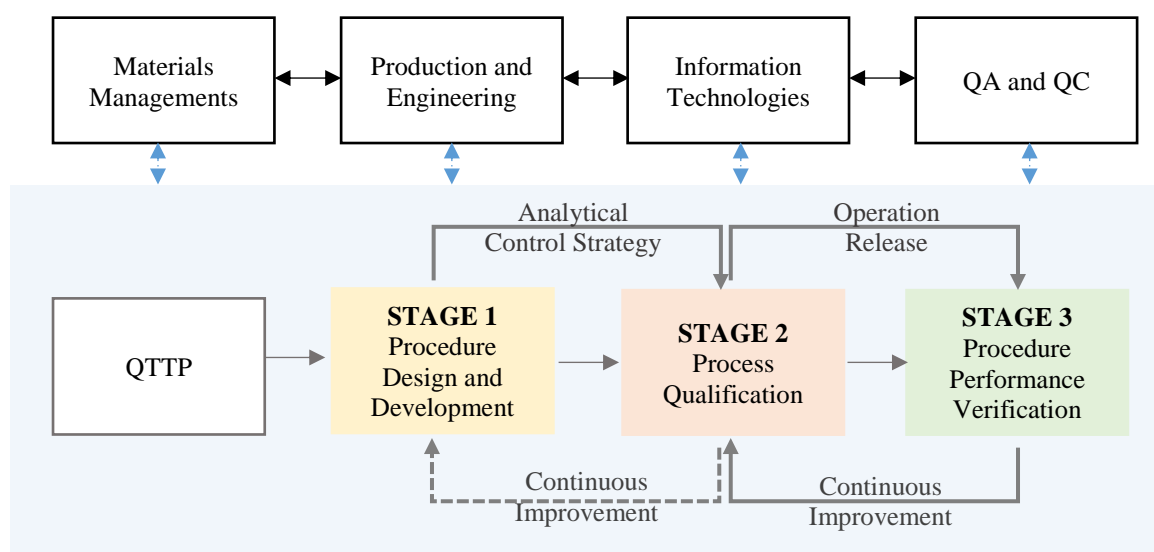 Materials
Managements
Production and
Engineering
Information
Technologies
QA and QC
Analytical
Control Strategy
Operation
Release
QTTP
STAGE 1
Procedure
Design and
Development
STAGE 2
Process
Qualification
STAGE 3
Procedure
Performance
Verification
Continuous
Improvement
Continuous
Improvement